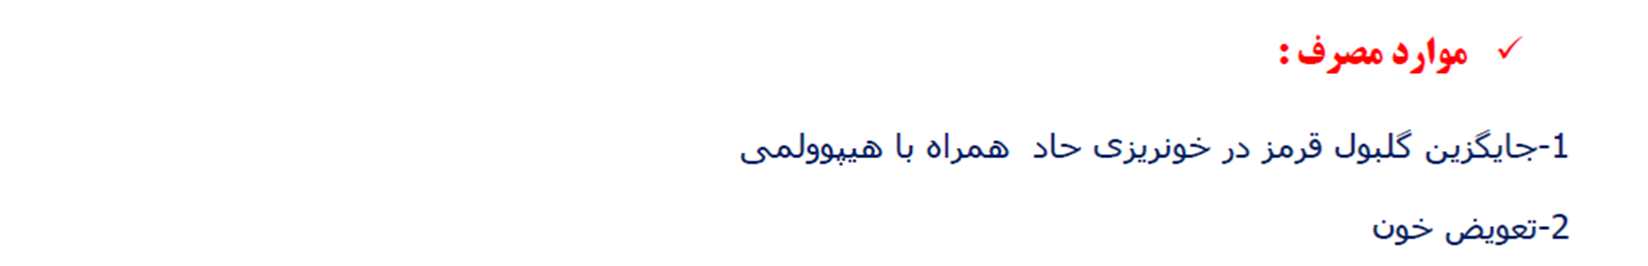 ✓ موارد مصرف :
1-جایگزین گلبول قرمز در خونریزی حاد همراه با هیپوولمی
2-تعویض خون